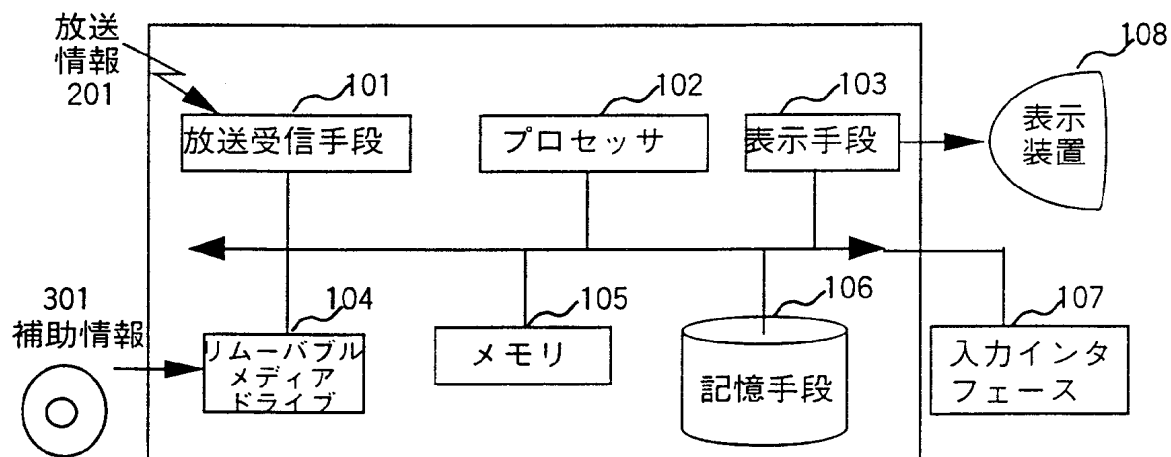 放送
情報
201
101
放送受信手段
102
プロセッサ
103
表示手段
108
表示
装置
301
補助情報
104
リムーバブル
メディア
ドライブ
105
メモリ
106
記憶手段
107
入力インタ
フェース